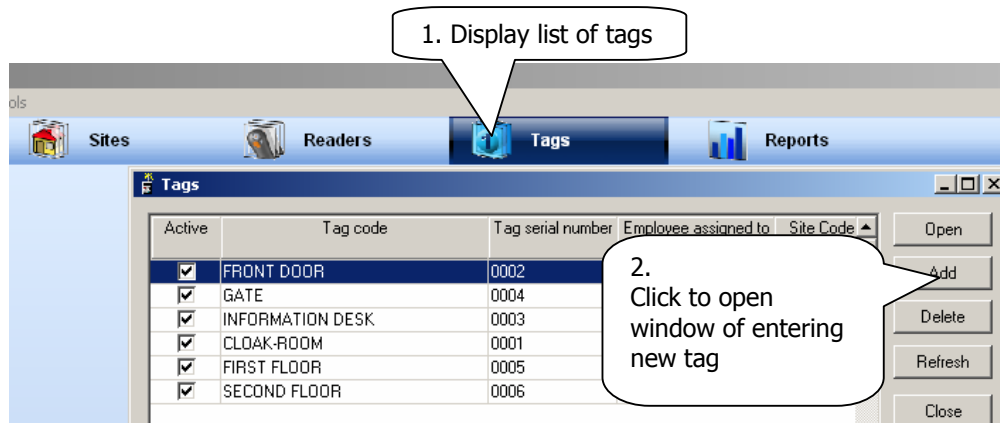 1. Display list of tags
ols
Sites Readers Tags Reports
Tags
Active Tag code Tag serial number Employee assigned to Site Code Open
FRONT DOOR 0002
2.
Click to open
window of entering
new tag
Add
GATE 0004
INFORMATION DESK 0003 Delete
CLOAK-ROOM 0001
FIRST FLOOR 0005 Refresh
SECOND FLOOR 0006
Close